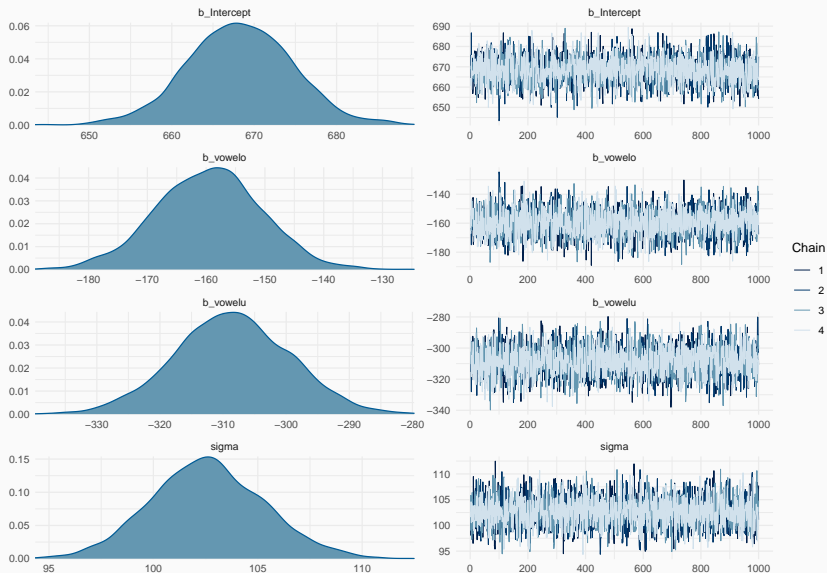 b_Intercept
0.06
0.04
0.02
0.00
650 660 670 680
b_Intercept
690
680
670
660
650
0 200 400 600 800 1000
b_vowelo
0.04
0.03
0.02
0.01
0.00
−180 −170 −160 −150 −140 −130
b_vowelo
−140
−160
−180
0 200 400 600 800 1000
b_vowelu
0.04
0.03
0.02
0.01
0.00
−330 −320 −310 −300 −290 −280
b_vowelu
−280
−300
−320
−340
0 200 400 600 800 1000
sigma
0.15
0.10
0.05
0.00
95 100 105 110
sigma
110
105
100
95
0 200 400 600 800 1000
Chain
1
2
3
4